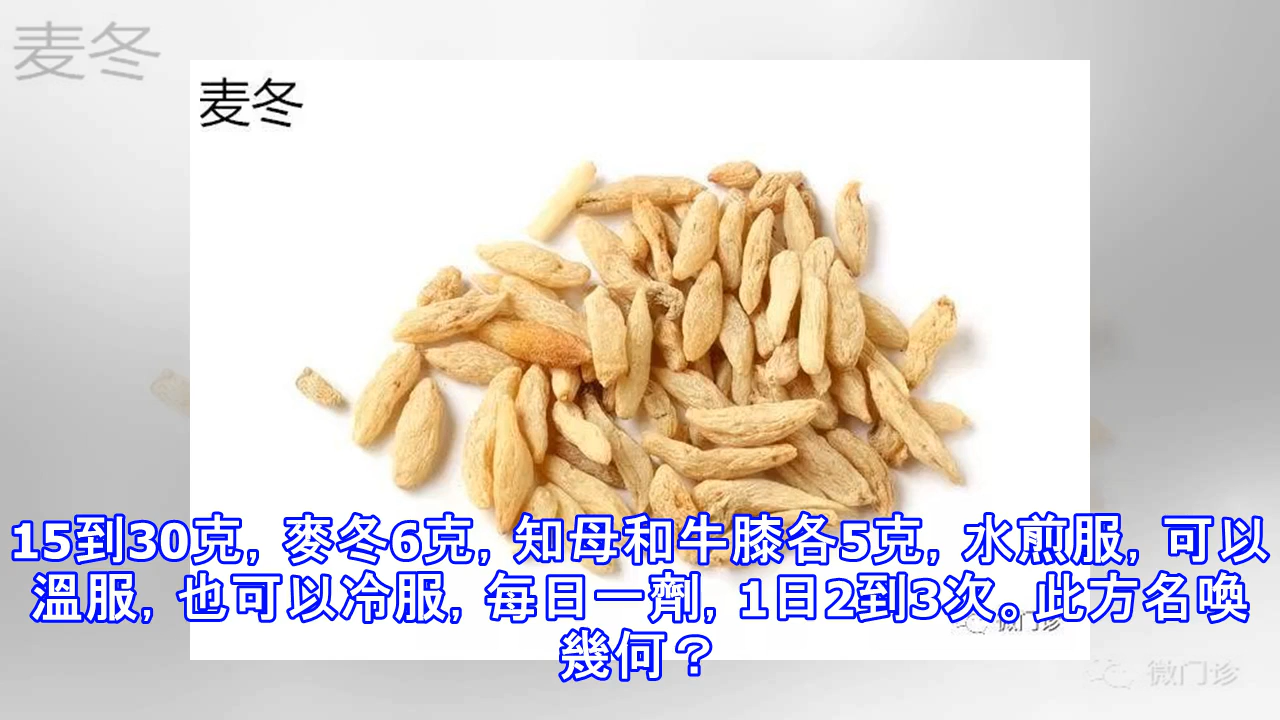 麦冬
麦冬
15到30克, 麥冬6克, 知母和牛膝各5克, 水煎服, 可以
溫服, 也可以冷服, 每日一劑, 1日2到3次。此方名喚
幾何？
微门诊
微门诊